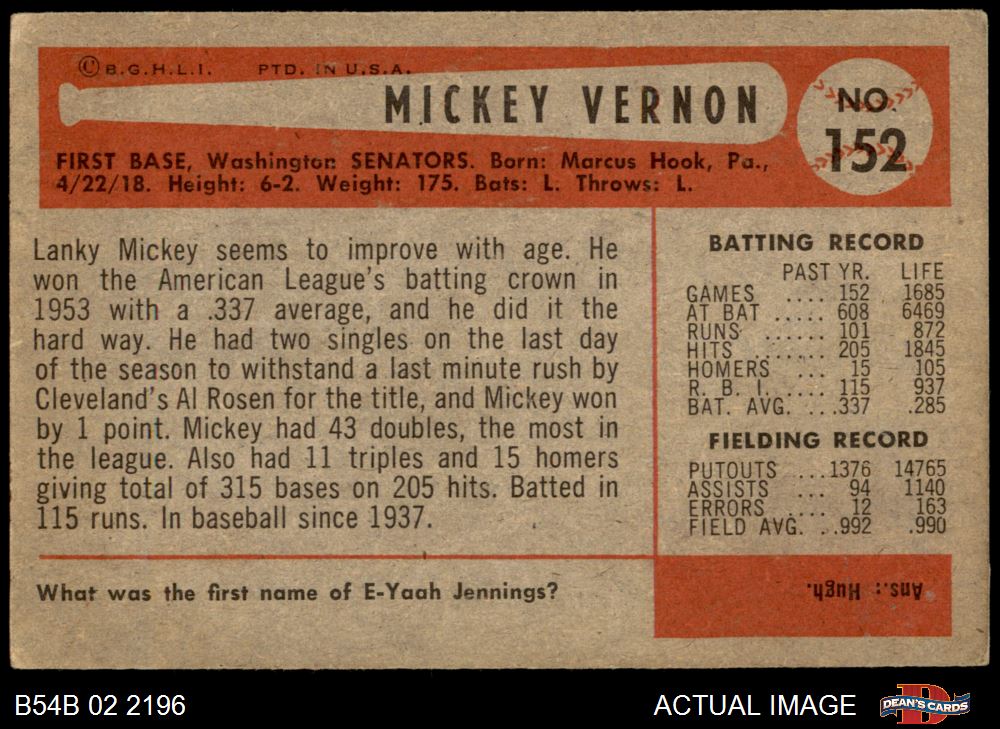 © B.G.H.L.I. PTD. IN U.S.A.
MICKEY VERNON
NO.
152
FIRST BASE, Washington SENATORS. Born: Marcus Hook, Pa.,
4/22/18. Height: 6-2. Weight: 175. Bats: L. Throws: L.
Lanky Mickey seems to improve with age. He
won the American League's batting crown in
1953 with a .337 average, and he did it the
hard way. He had two singles on the last day
of the season to withstand a last minute rush by
Cleveland's Al Rosen for the title, and Mickey won
by 1 point. Mickey had 43 doubles, the most in
the league. Also had 11 triples and 15 homers
giving total of 315 bases on 205 hits. Batted in
115 runs. In baseball since 1937.
BATTING RECORD
PAST YR. LIFE
GAMES .... 152 1685
AT BAT ..... 608 6469
RUNS ...... 101 872
HITS ...... 205 1845
HOMERS ... 15 105
R. B. I. .... 115 937
BAT. AVG. ...337 .285
FIELDING RECORD
PUTOUTS ...1376 14765
ASSISTS ... 94 1140
ERRORS .... 12 163
FIELD AVG. ..992 .990
What was the first name of E-Yaah Jennings?
Ans.: Hugh.
B54B 02 2196
ACTUAL IMAGE
D
DEAN'S CARDS